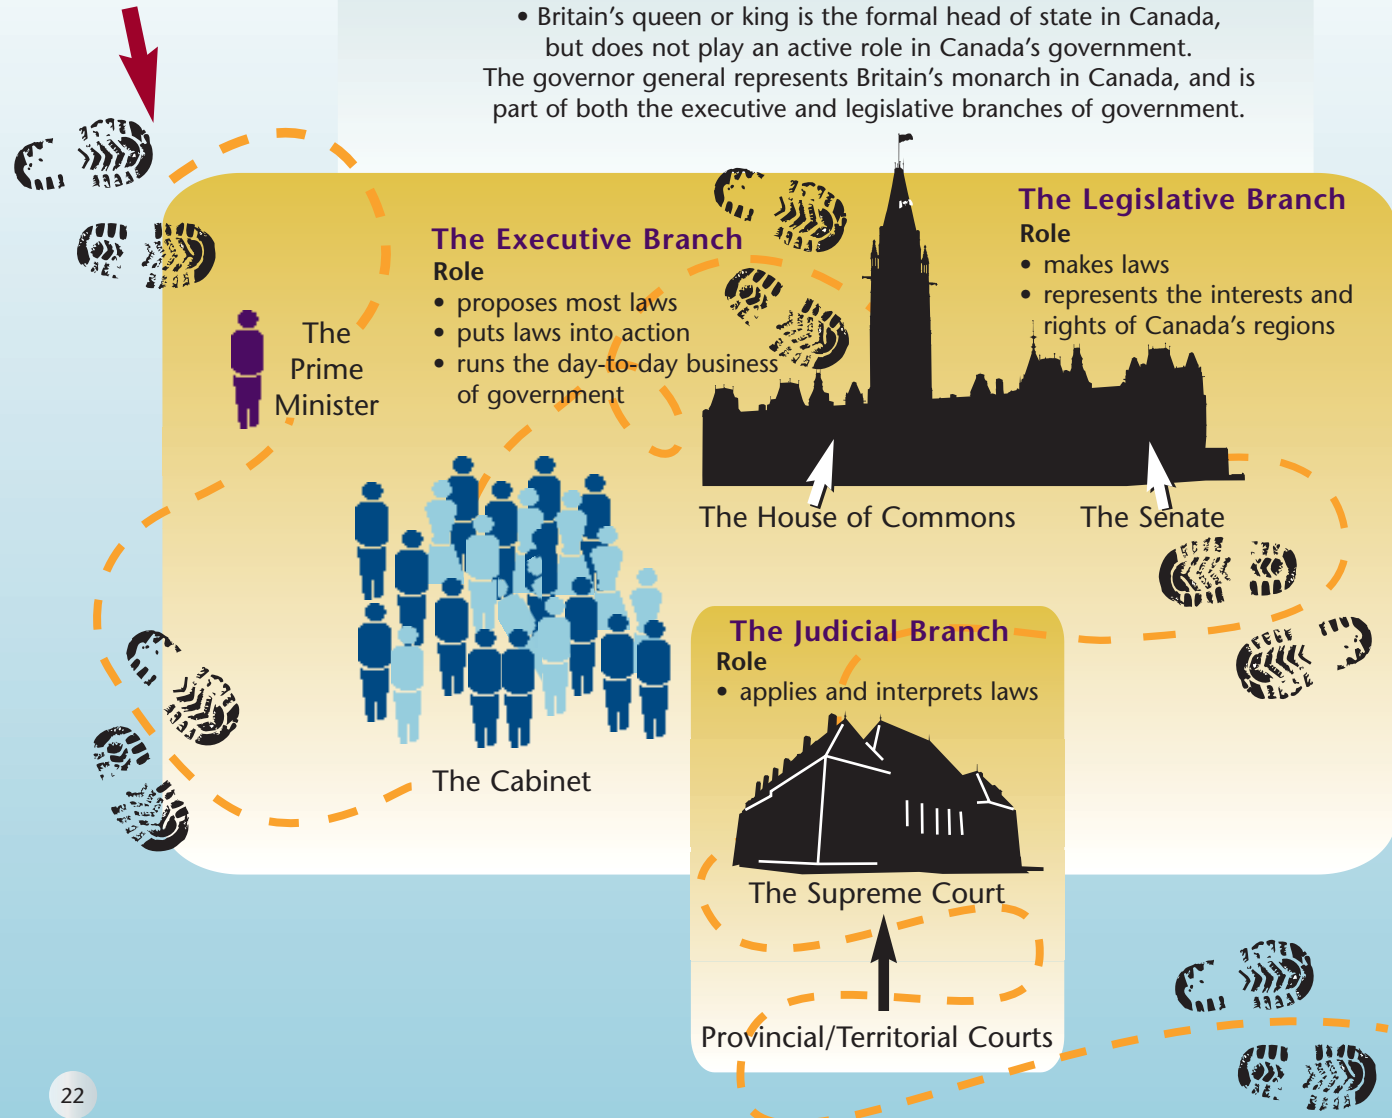 • Britain’s queen or king is the formal head of state in Canada,
but does not play an active role in Canada’s government.
The governor general represents Britain’s monarch in Canada, and is
part of both the executive and legislative branches of government.
The Prime Minister
The Executive Branch
Role
• proposes most laws
• puts laws into action
• runs the day-to-day business
of government
The Cabinet
The Legislative Branch
Role
• makes laws
• represents the interests and
rights of Canada’s regions
The House of Commons
The Senate
The Judicial Branch
Role
• applies and interprets laws
The Supreme Court
Provincial/Territorial Courts
22